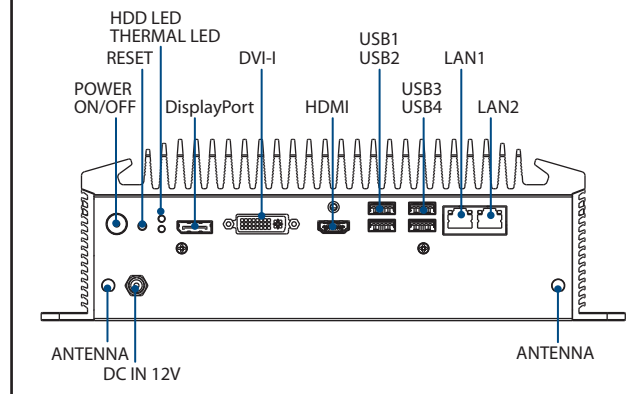 HDD LED
THERMAL LED
RESET
DVI-I
USB1
USB2
LAN1
POWER
ON/OFF
DisplayPort
HDMI
USB3
USB4
LAN2
ANTENNA
DC IN 12V
ANTENNA